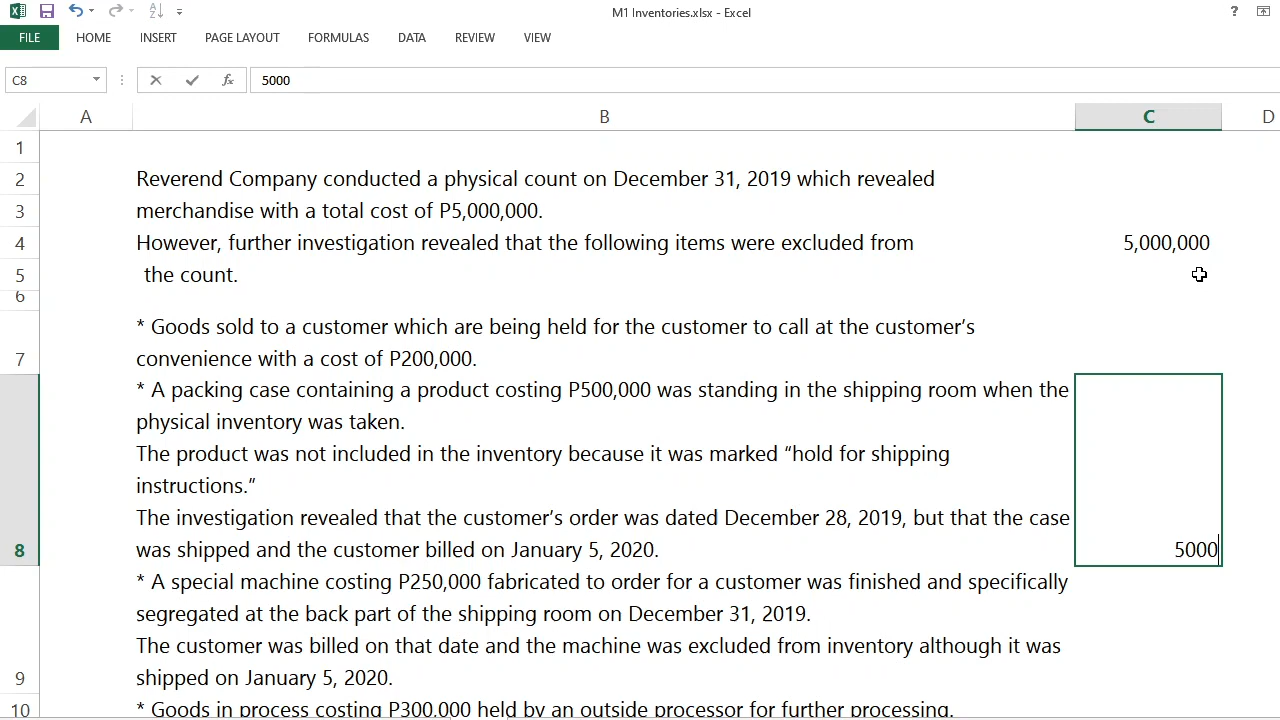 M1 Inventories.xlsx - Excel
?
FILE HOME INSERT PAGE LAYOUT FORMULAS DATA REVIEW VIEW
C8 fx 5000
A B C D
1
2 Reverend Company conducted a physical count on December 31, 2019 which revealed
3 merchandise with a total cost of P5,000,000.
4 However, further investigation revealed that the following items were excluded from 5,000,000
5 the count.
6
* Goods sold to a customer which are being held for the customer to call at the customer’s
7 convenience with a cost of P200,000.
* A packing case containing a product costing P500,000 was standing in the shipping room when the
physical inventory was taken.
The product was not included in the inventory because it was marked “hold for shipping
instructions.”
The investigation revealed that the customer’s order was dated December 28, 2019, but that the case
8 was shipped and the customer billed on January 5, 2020. 5000
* A special machine costing P250,000 fabricated to order for a customer was finished and specifically
segregated at the back part of the shipping room on December 31, 2019.
The customer was billed on that date and the machine was excluded from inventory although it was
9 shipped on January 5, 2020.
10 * Goods in process costing P300,000 held by an outside processor for further processing.